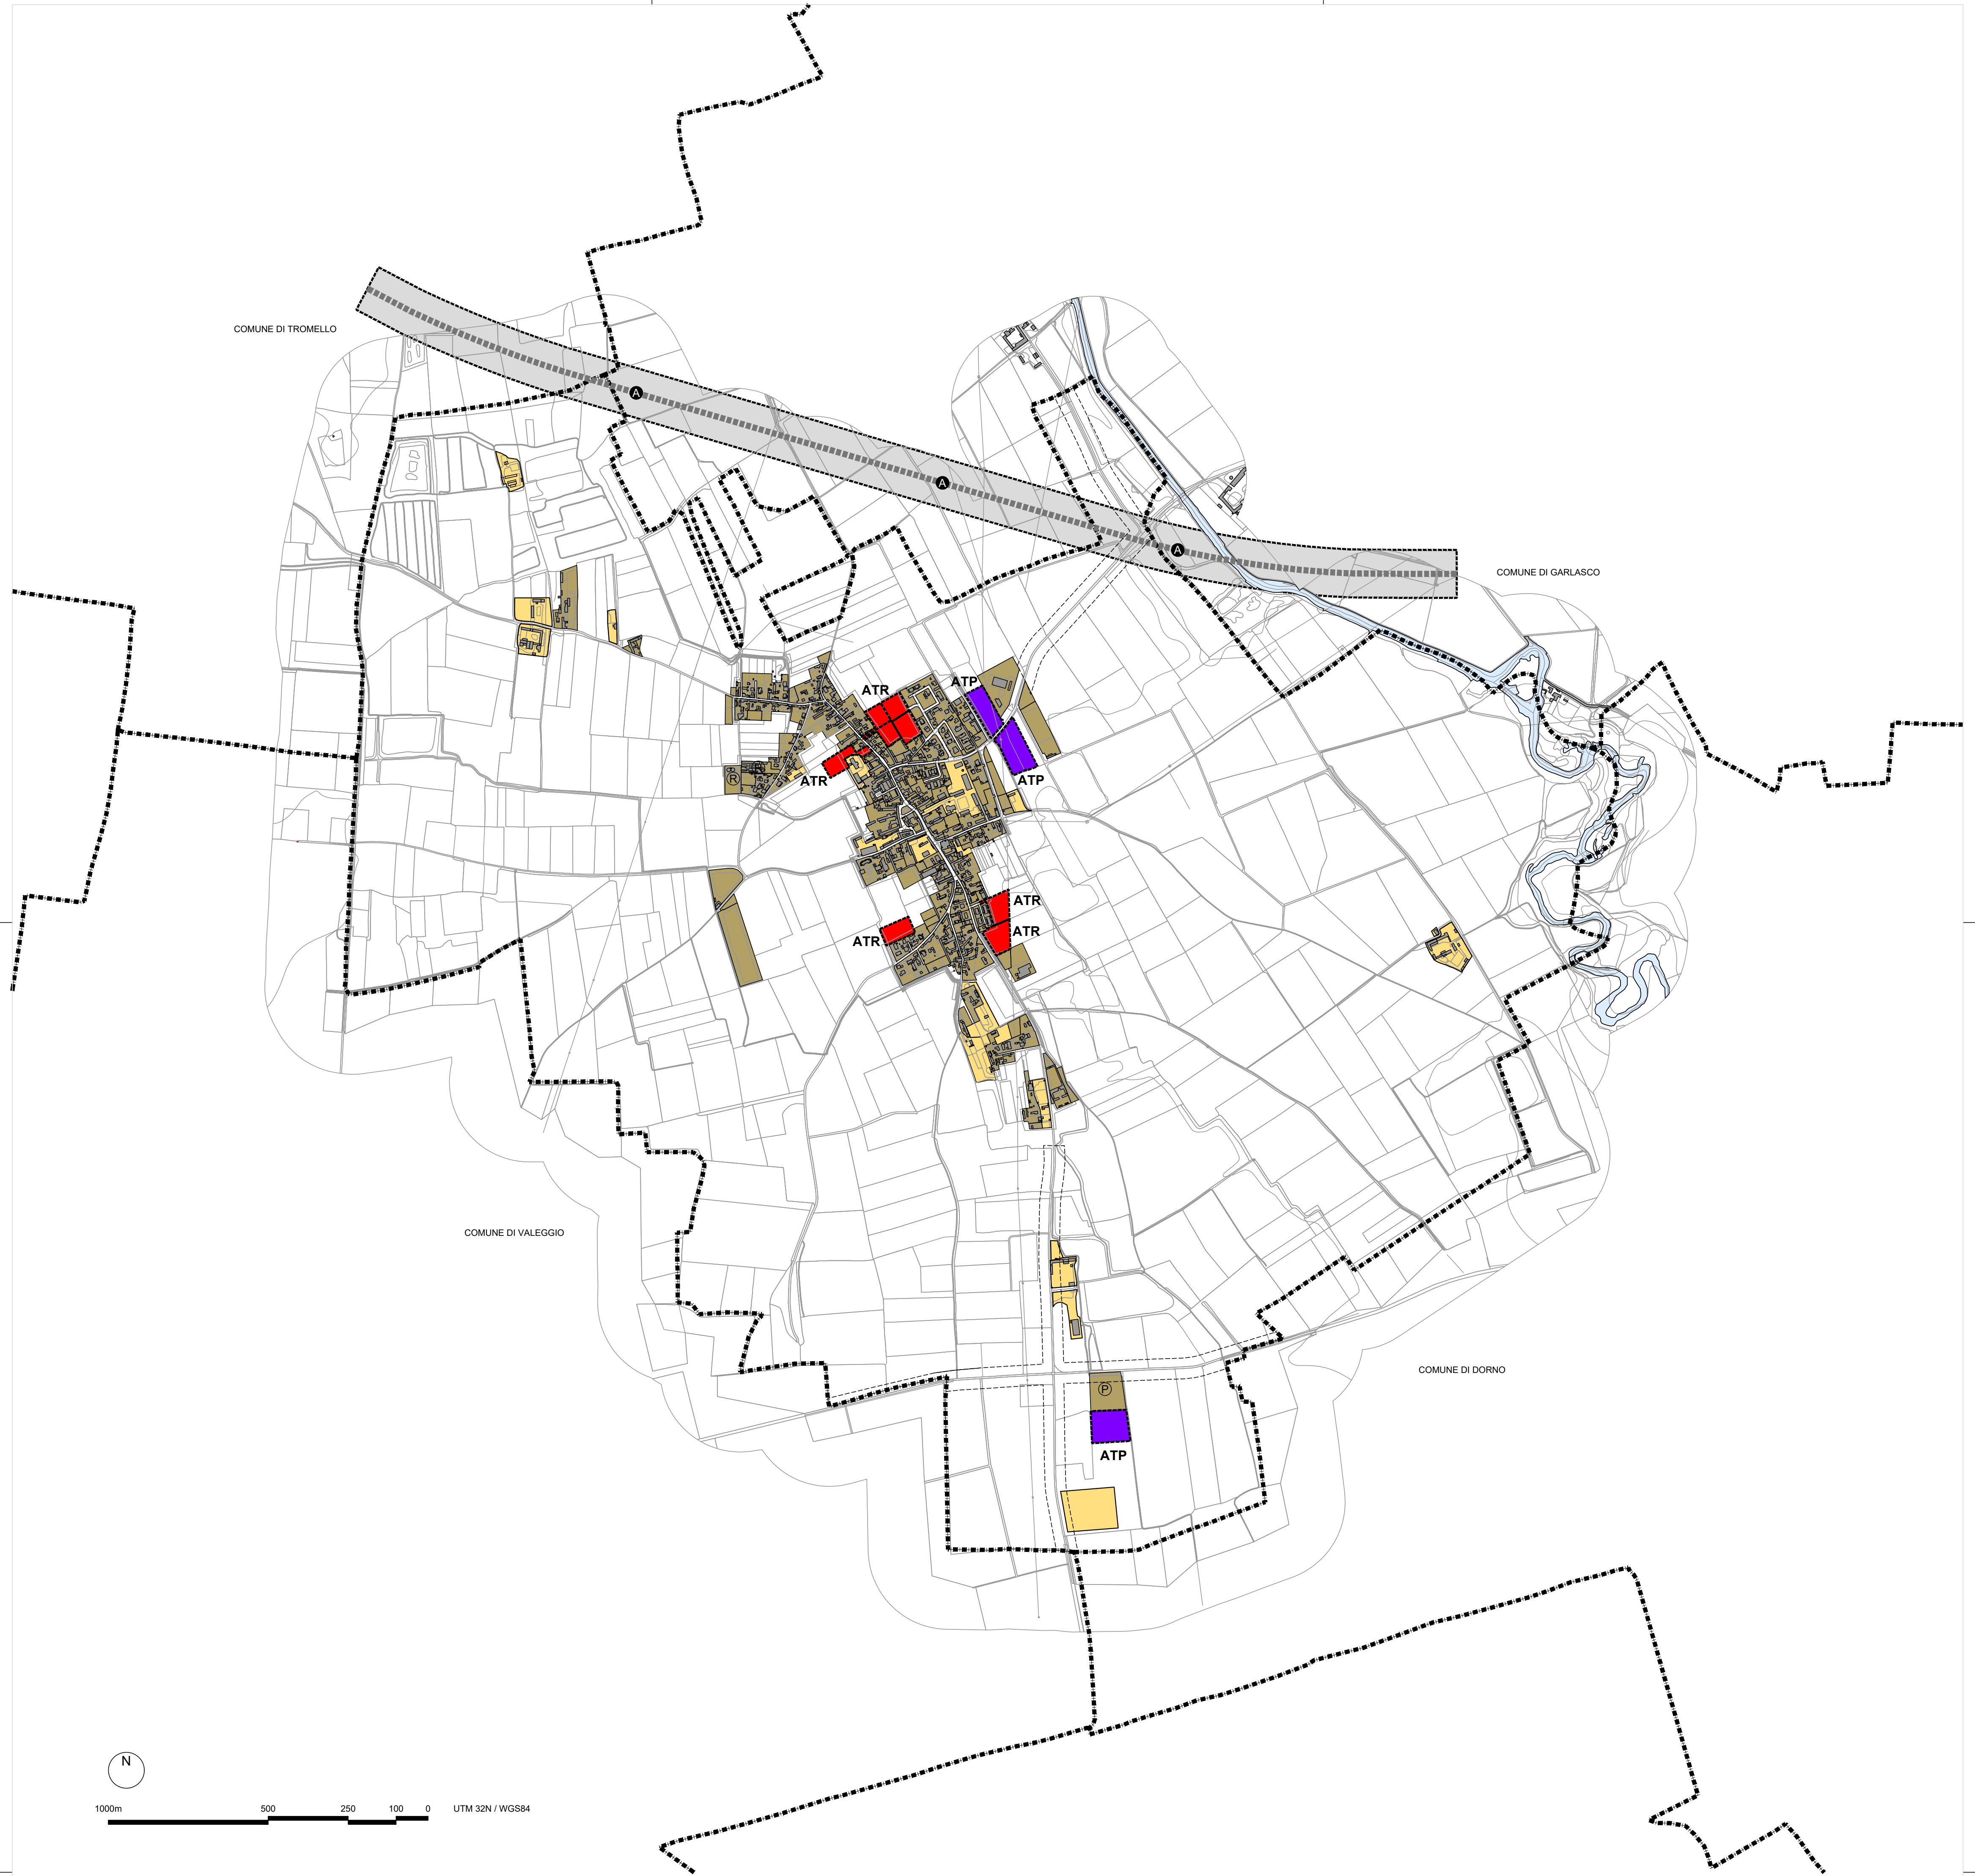 COMUNE DI TROMELLO
A
A
A
COMUNE DI GARLASCO
ATR
ATP
R
R
ATR
ATP
ATR
ATR
ATR
COMUNE DI VALEGGIO
COMUNE DI DORNO
P
ATP
N
1000m 500 250 100 0 UTM 32N / WGS84